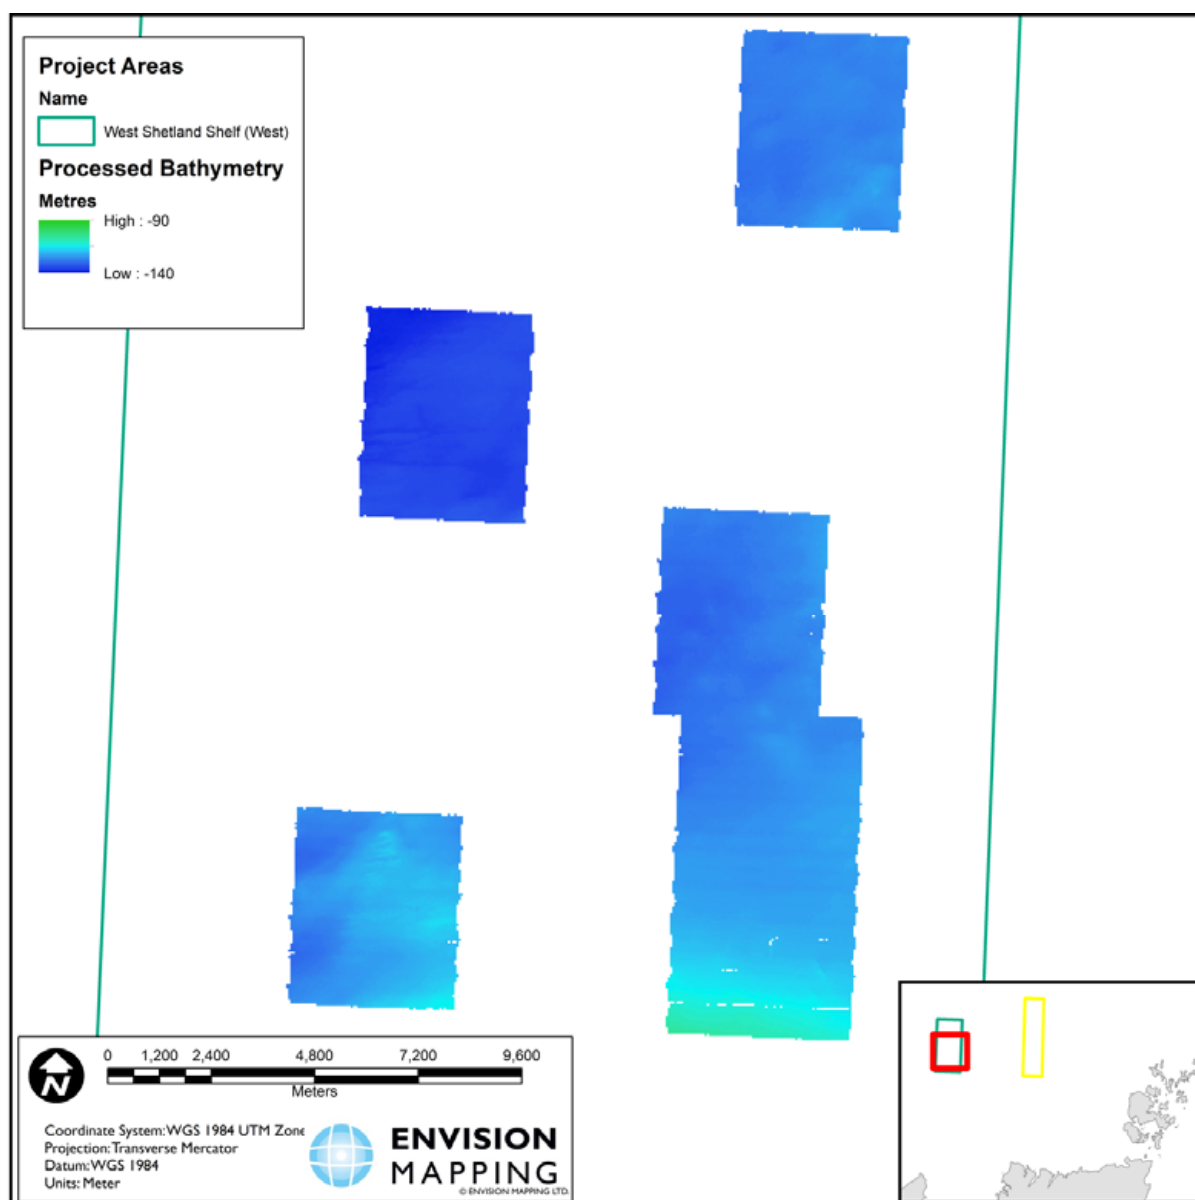 Project Areas
Name
West Shetland Shelf (West)
Processed Bathymetry
Metres
High : -90
Low : -140
0 1,200 2,400 4,800 7,200 9,600
Meters
N
Coordinate System: WGS 1984 UTM Zone
Projection: Transverse Mercator
Datum: WGS 1984
Units: Meter
ENVISION
MAPPING
© ENVISION MAPPING LTD.